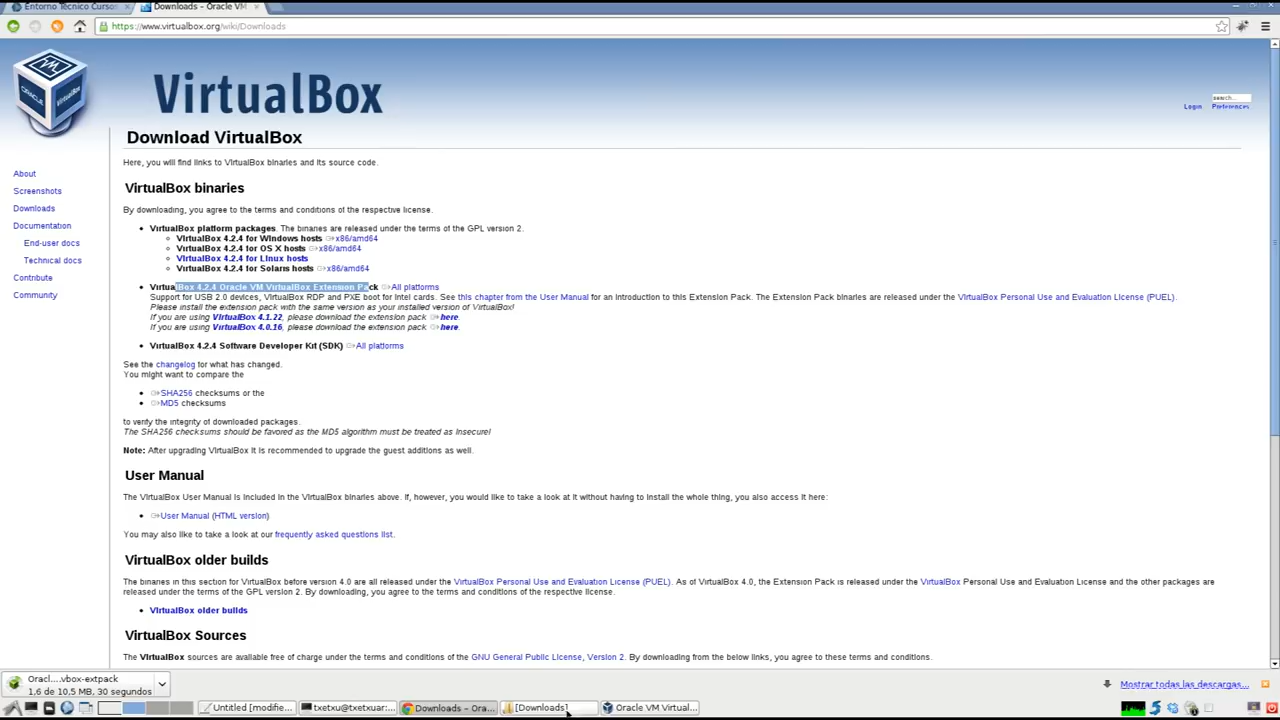 Entorno Técnico Curso
Downloads – Oracle VM
https://www.virtualbox.org/wiki/Downloads
ORACLE
VM
VirtualBox
VirtualBox
search...
Login
Preferences
Download VirtualBox
Here, you will find links to VirtualBox binaries and its source code.
About
Screenshots
Downloads
Documentation
End-user docs
Technical docs
Contribute
Community
VirtualBox binaries
By downloading, you agree to the terms and conditions of the respective license.
• VirtualBox platform packages. The binaries are released under the terms of the GPL version 2.
VirtualBox 4.2.4 for Windows hosts x86/amd64
VirtualBox 4.2.4 for OS X hosts x86/amd64
VirtualBox 4.2.4 for Linux hosts
VirtualBox 4.2.4 for Solaris hosts x86/amd64
• VirtualBox 4.2.4 Oracle VM VirtualBox Extension Pack All platforms
Support for USB 2.0 devices, VirtualBox RDP and PXE boot for Intel cards. See this chapter from the User Manual for an introduction to this Extension Pack. The Extension Pack binaries are released under the VirtualBox Personal Use and Evaluation License (PUEL).
Please install the extension pack with the same version as your installed version of VirtualBox!
If you are using VirtualBox 4.1.22, please download the extension pack here.
If you are using VirtualBox 4.0.16, please download the extension pack here.
• VirtualBox 4.2.4 Software Developer Kit (SDK) All platforms
See the changelog for what has changed.
You might want to compare the
• SHA256 checksums or the
• MD5 checksums
to verify the integrity of downloaded packages.
The SHA256 checksums should be favored as the MD5 algorithm must be treated as insecure!
Note: After upgrading VirtualBox it is recommended to upgrade the guest additions as well.
User Manual
The VirtualBox User Manual is included in the VirtualBox binaries above. If, however, you would like to take a look at it without having to install the whole thing, you also access it here:
• User Manual (HTML version)
You may also like to take a look at our frequently asked questions list.
VirtualBox older builds
The binaries in this section for VirtualBox before version 4.0 are all released under the VirtualBox Personal Use and Evaluation License (PUEL). As of VirtualBox 4.0, the Extension Pack is released under the VirtualBox Personal Use and Evaluation License and the other packages are
released under the terms of the GPL version 2. By downloading, you agree to the terms and conditions of the respective license.
• VirtualBox older builds
VirtualBox Sources
The VirtualBox sources are available free of charge under the terms and conditions of the GNU General Public License, Version 2. By downloading from the below links, you agree to these terms and conditions.
Oracl....vbox-extpack
1,6 de 10,5 MB, 30 segundos
Mostrar todas las descargas...
Untitled [modifie...
txetxu@txetxuar:
Downloads – Ora...
[Downloads]
Oracle VM Virtual...